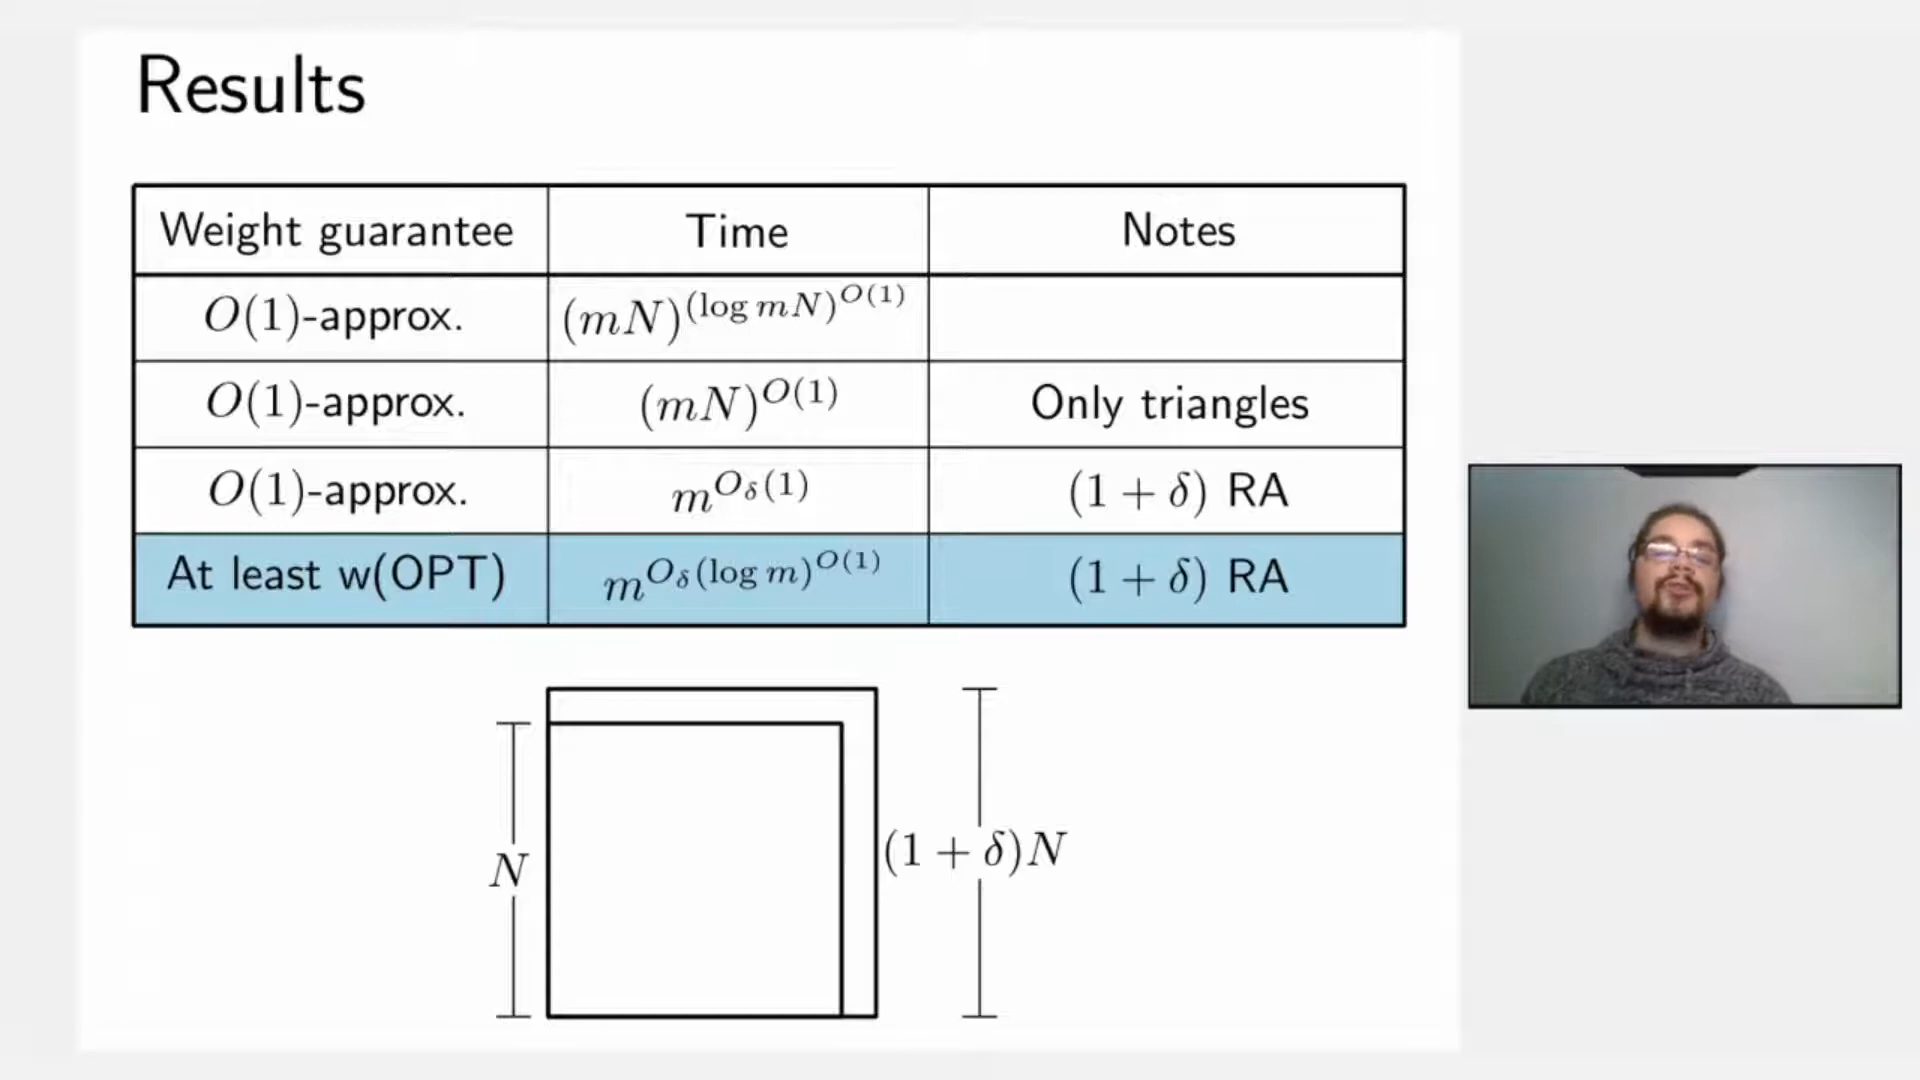 Results
Weight guarantee Time Notes
O(1)-approx. (mN)^{(log mN)^{O(1)}}
O(1)-approx. (mN)^{O(1)} Only triangles
O(1)-approx. m^{O_δ(1)} (1 + δ) RA
At least w(OPT) m^{O_δ(log m)^{O(1)}} (1 + δ) RA
N (1 + δ)N